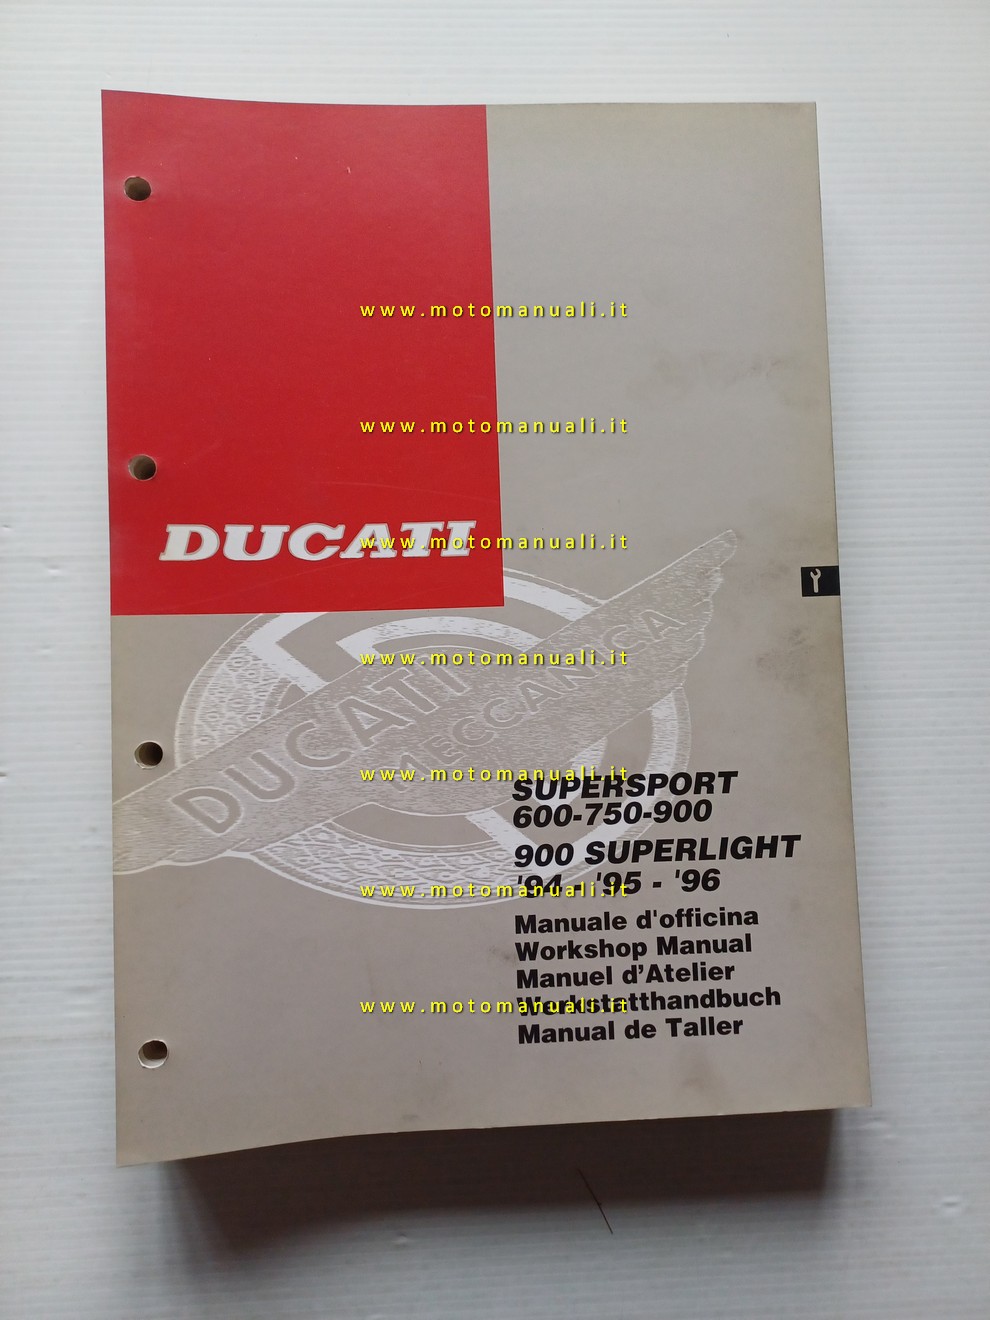 www.motomanuali.it
www.motomanuali.it
DUCATI
www.motomanuali.it
www.motomanuali.it
DUCATI
MECCANICA
www.motomanuali.it
SUPERSPORT
600-750-900
900 SUPERLIGHT
'94 - '95 - '96
www.motomanuali.it
Manuale d'officina
Workshop Manual
Manuel d'Atelier
Werkstatthandbuch
www.motomanuali.it
Manual de Taller